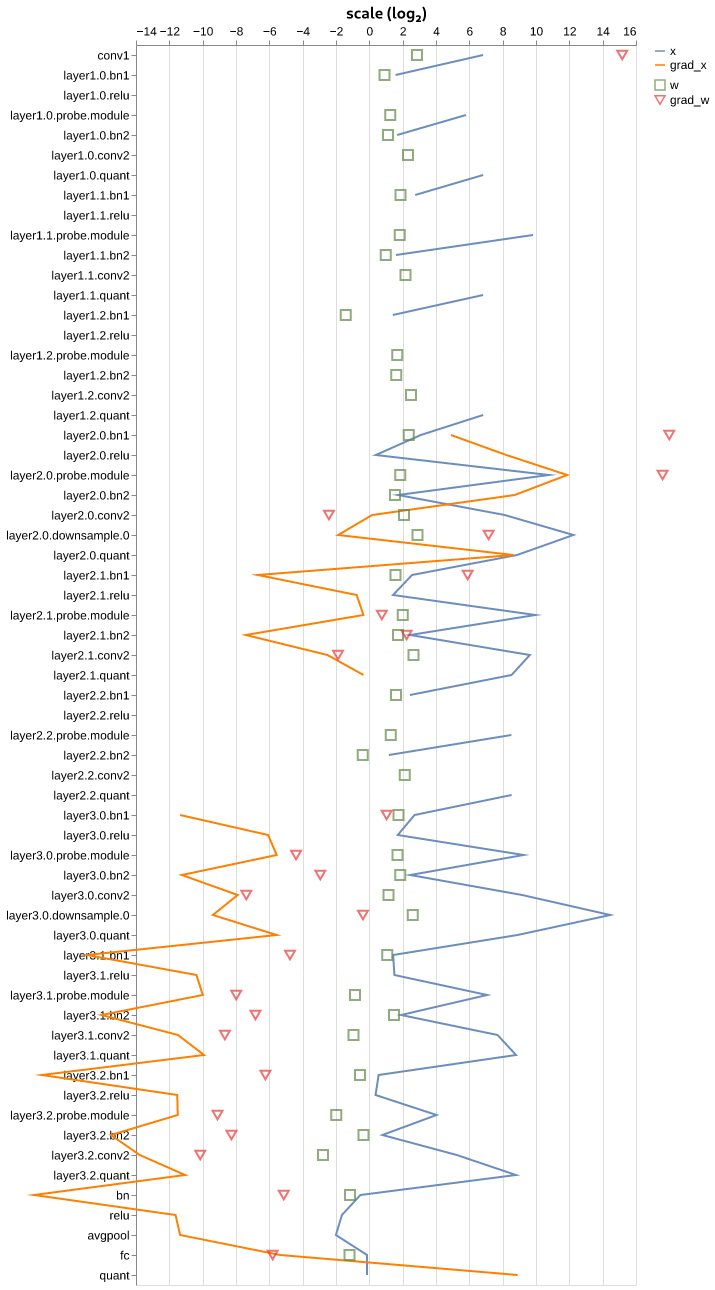 scale (log₂)
−14 −12 −10 −8 −6 −4 −2 0 2 4 6 8 10 12 14 16
x
grad_x
w
grad_w
conv1
layer1.0.bn1
layer1.0.relu
layer1.0.probe.module
layer1.0.bn2
layer1.0.conv2
layer1.0.quant
layer1.1.bn1
layer1.1.relu
layer1.1.probe.module
layer1.1.bn2
layer1.1.conv2
layer1.1.quant
layer1.2.bn1
layer1.2.relu
layer1.2.probe.module
layer1.2.bn2
layer1.2.conv2
layer1.2.quant
layer2.0.bn1
layer2.0.relu
layer2.0.probe.module
layer2.0.bn2
layer2.0.conv2
layer2.0.downsample.0
layer2.0.quant
layer2.1.bn1
layer2.1.relu
layer2.1.probe.module
layer2.1.bn2
layer2.1.conv2
layer2.1.quant
layer2.2.bn1
layer2.2.relu
layer2.2.probe.module
layer2.2.bn2
layer2.2.conv2
layer2.2.quant
layer3.0.bn1
layer3.0.relu
layer3.0.probe.module
layer3.0.bn2
layer3.0.conv2
layer3.0.downsample.0
layer3.0.quant
layer3.1.bn1
layer3.1.relu
layer3.1.probe.module
layer3.1.bn2
layer3.1.conv2
layer3.1.quant
layer3.2.bn1
layer3.2.relu
layer3.2.probe.module
layer3.2.bn2
layer3.2.conv2
layer3.2.quant
bn
relu
avgpool
fc
quant